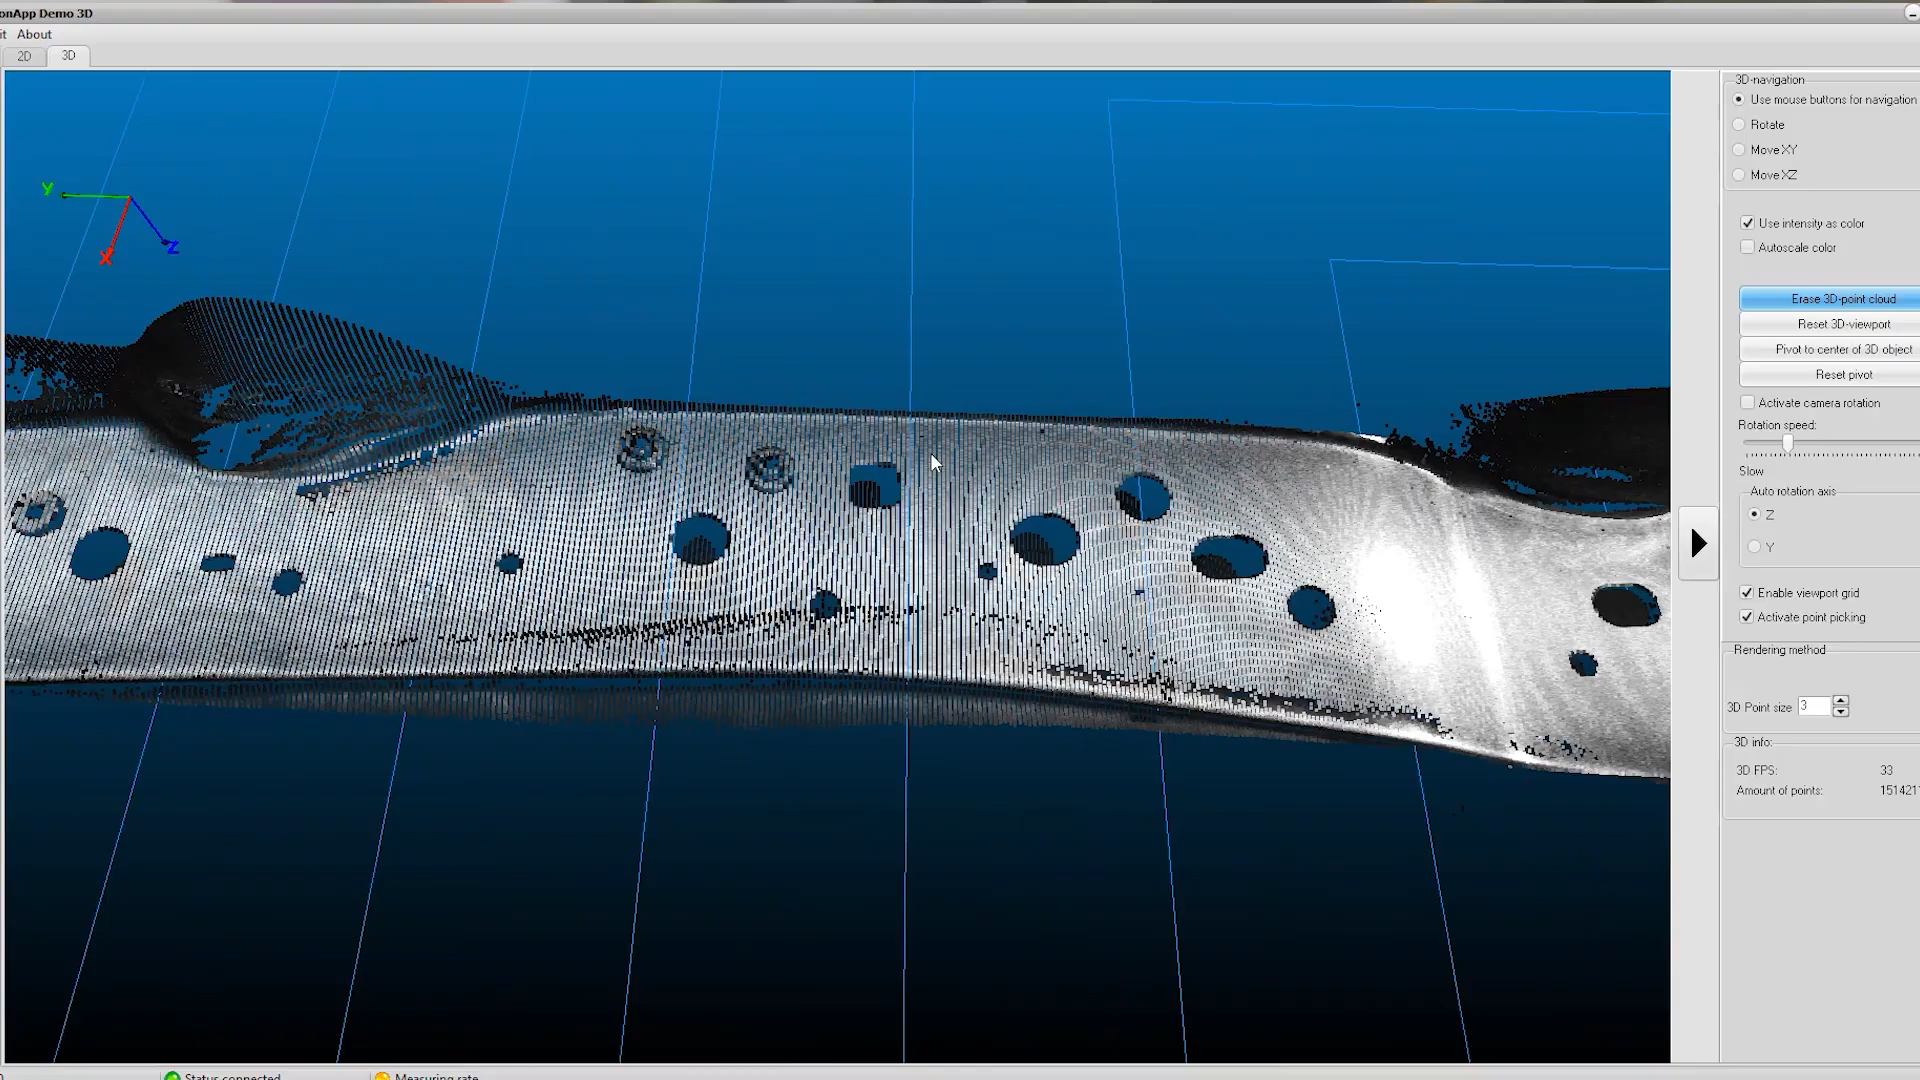 onApp Demo 3D
it About
2D 3D
3D-navigation
Use mouse buttons for navigation
Rotate
Move XY
Move XZ
Use intensity as color
Autoscale color
Erase 3D-point cloud
Reset 3D-viewport
Pivot to center of 3D object
Reset pivot
Activate camera rotation
Rotation speed:
Slow
Auto rotation axis
Z
Y
Enable viewport grid
Activate point picking
Rendering method
3D Point size 3
3D info:
3D FPS: 33
Amount of points: 151421
Y
X
Z
Status connected
Measuring rate